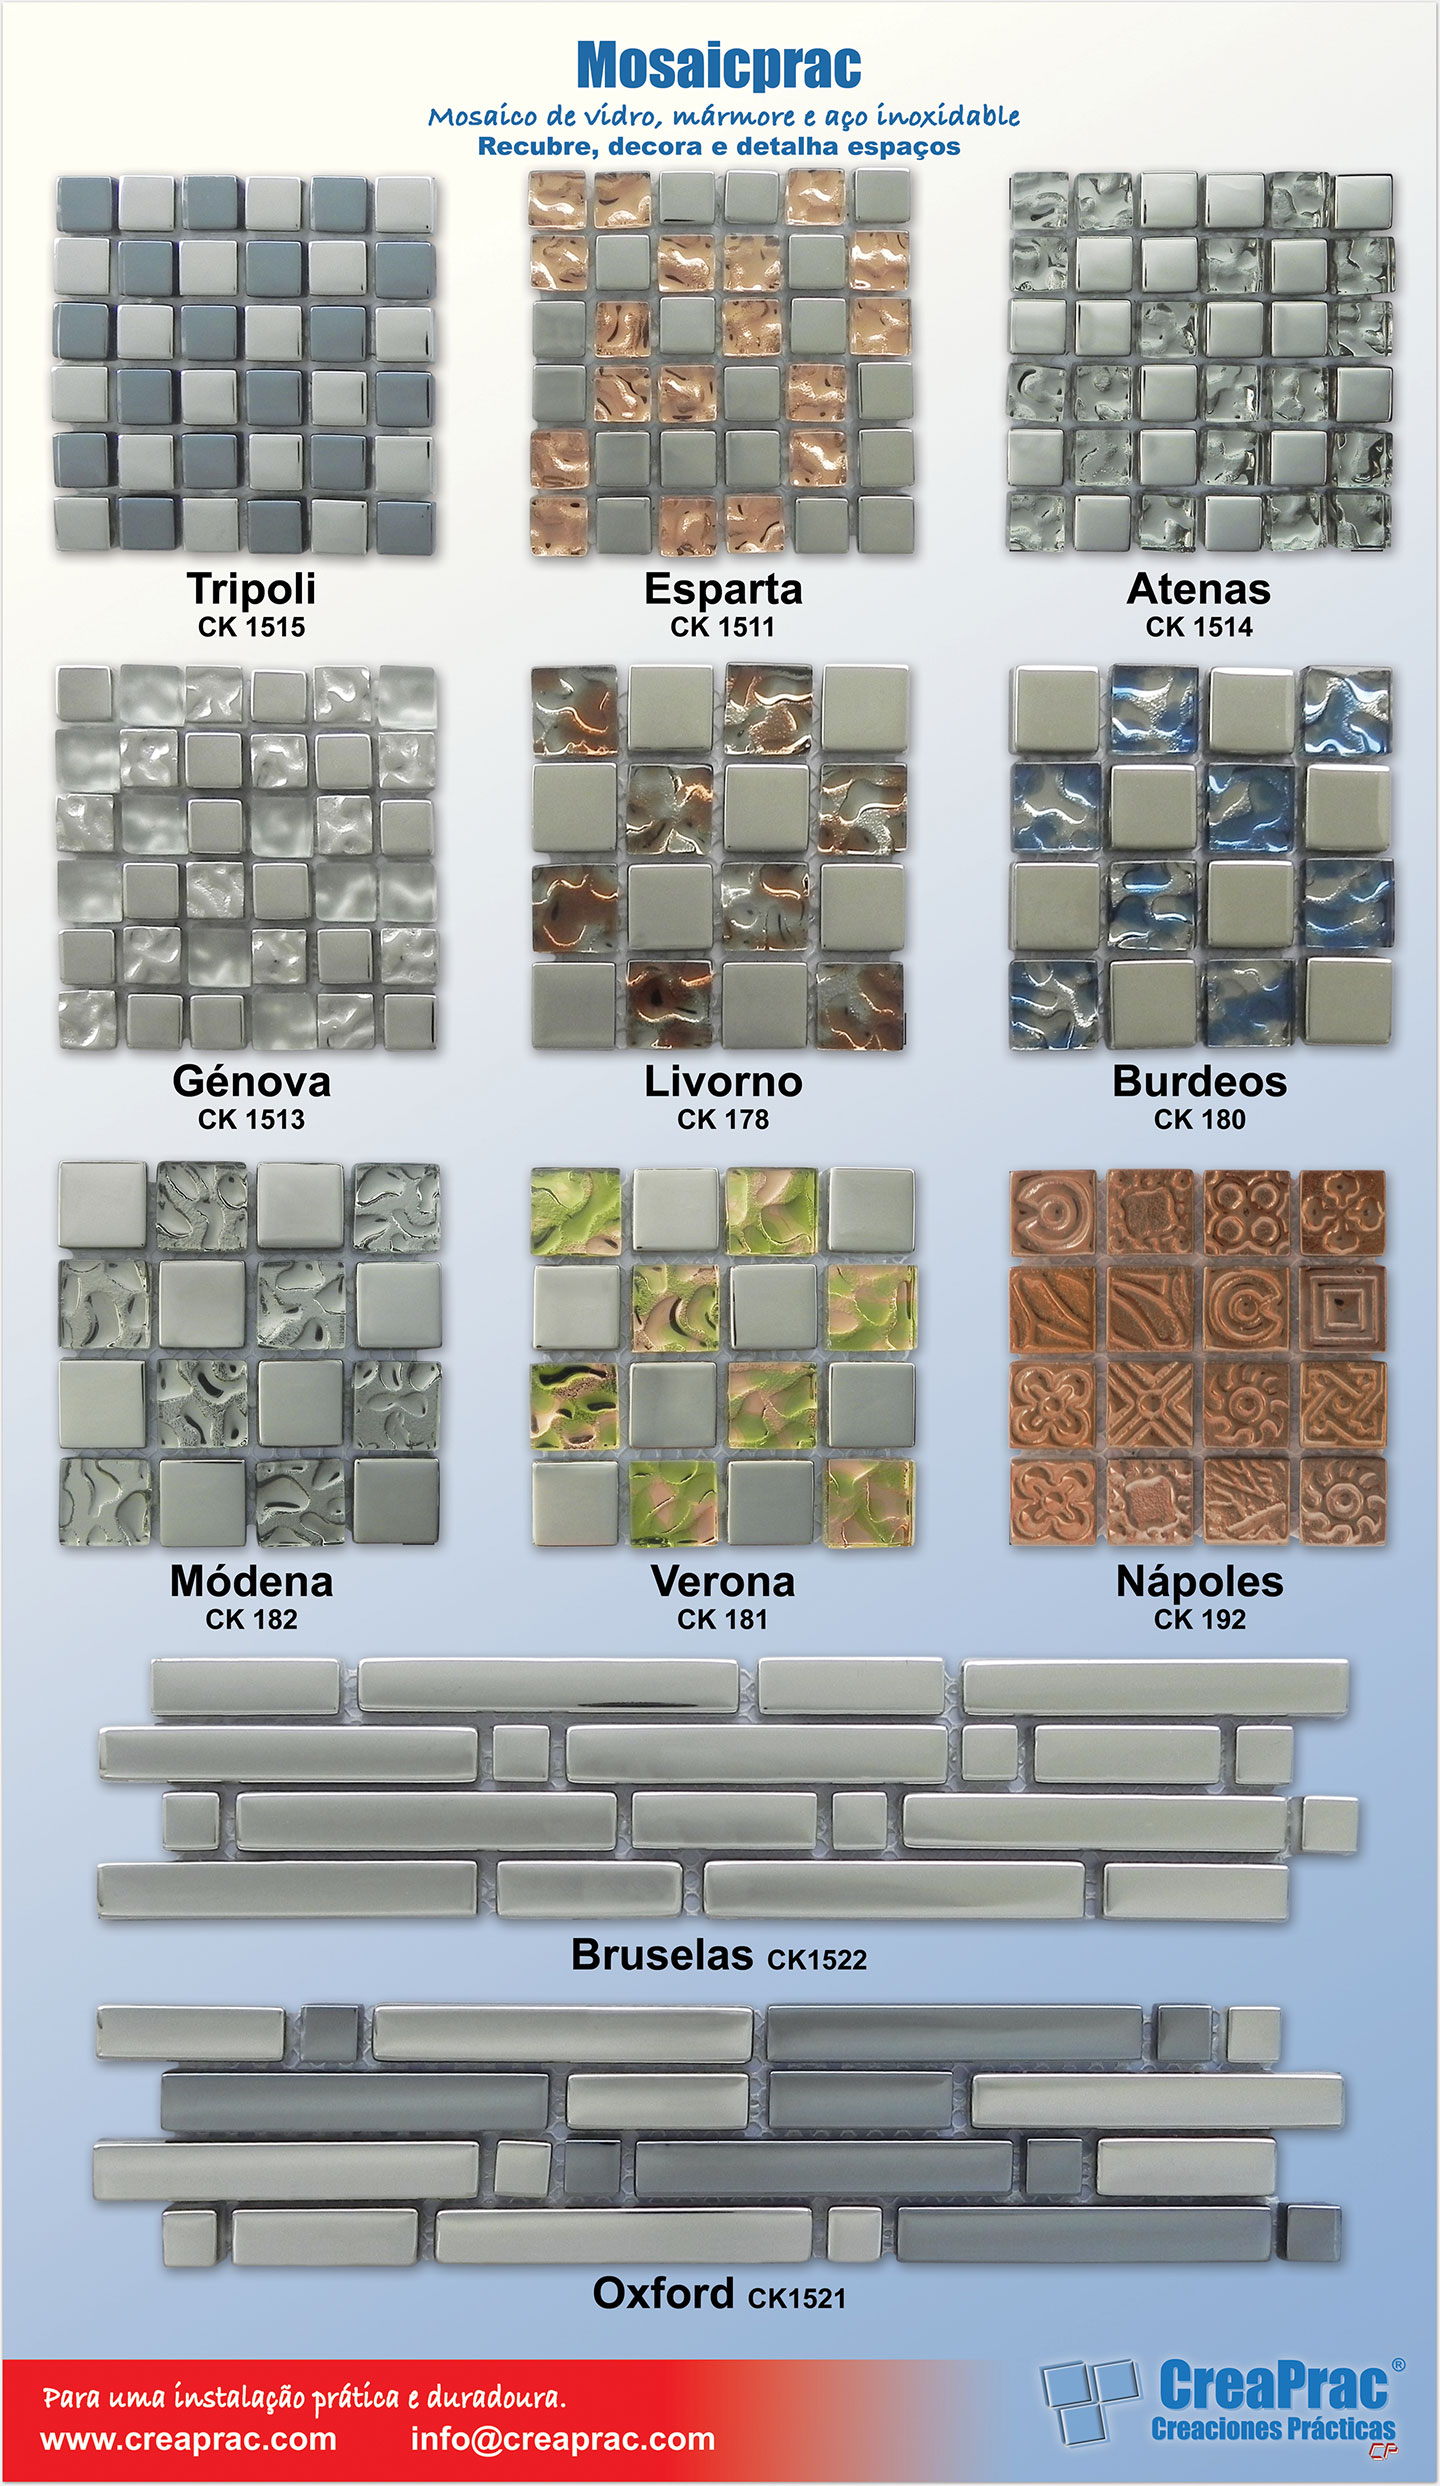 Mosaicprac
Mosaico de vidro, mármore e aço inoxidable
Recubre, decora e detalha espaços
Tripoli
CK 1515
Esparta
CK 1511
Atenas
CK 1514
Génova
CK 1513
Livorno
CK 178
Burdeos
CK 180
Módena
CK 182
Verona
CK 181
Nápoles
CK 192
Bruselas CK1522
Oxford CK1521
Para uma instalação prática e duradoura.
www.creaprac.com info@creaprac.com
CreaPrac®
Creaciones Prácticas
CP